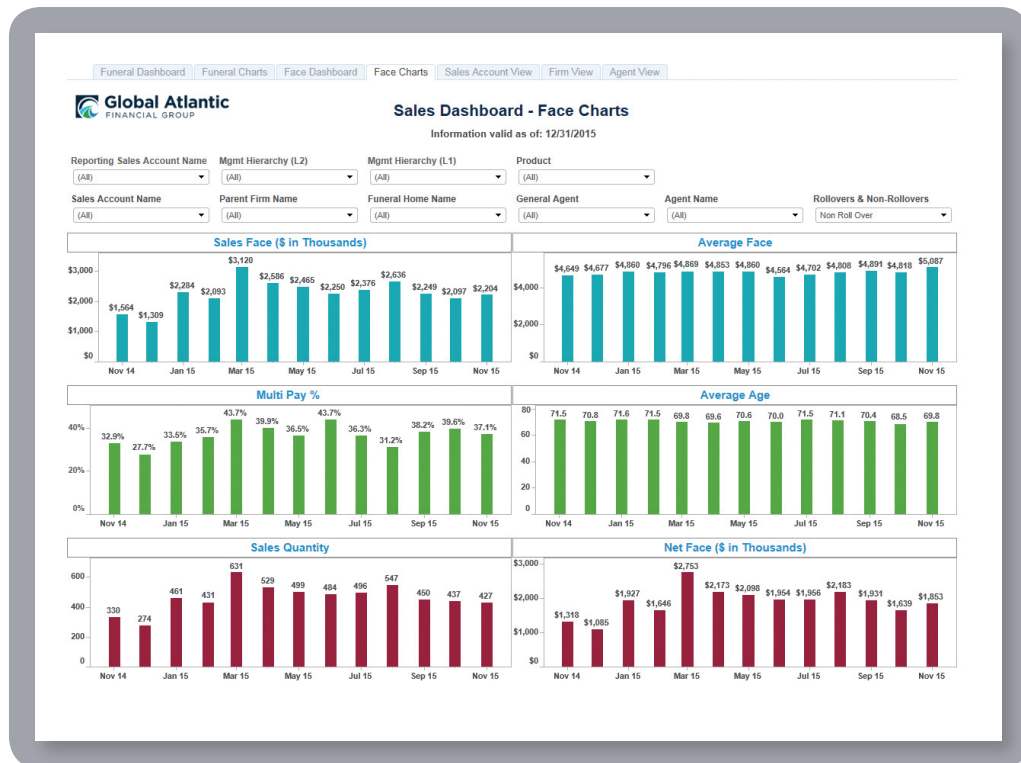 Funeral Dashboard Funeral Charts Face Dashboard Face Charts Sales Account View Firm View Agent View
Global Atlantic
FINANCIAL GROUP
Sales Dashboard - Face Charts
Information valid as of: 12/31/2015
Reporting Sales Account Name Mgmt Hierarchy (L2) Mgmt Hierarchy (L1) Product
(All) (All) (All) (All)
Sales Account Name Parent Firm Name Funeral Home Name General Agent Agent Name Rollovers & Non-Rollovers
(All) (All) (All) (All) (All) Non Roll Over
Sales Face ($ in Thousands)
$3,000
$2,000
$1,000
$0
$1,564 $1,309 $2,284 $2,093 $3,120 $2,586 $2,465 $2,250 $2,376 $2,636 $2,249 $2,097 $2,204
Nov 14 Jan 15 Mar 15 May 15 Jul 15 Sep 15 Nov 15
Average Face
$4,000
$2,000
$0
$4,649 $4,677 $4,860 $4,796 $4,869 $4,853 $4,860 $4,564 $4,702 $4,808 $4,891 $4,818 $5,087
Nov 14 Jan 15 Mar 15 May 15 Jul 15 Sep 15 Nov 15
Multi Pay %
40%
20%
0%
32.9% 27.7% 33.5% 35.7% 43.7% 39.9% 36.5% 43.7% 36.3% 31.2% 38.2% 39.6% 37.1%
Nov 14 Jan 15 Mar 15 May 15 Jul 15 Sep 15 Nov 15
Average Age
80
60
40
20
0
71.5 70.8 71.6 71.5 69.8 69.6 70.6 70.0 71.5 71.1 70.4 68.5 69.8
Nov 14 Jan 15 Mar 15 May 15 Jul 15 Sep 15 Nov 15
Sales Quantity
600
400
200
0
330 274 461 431 631 529 499 484 496 547 450 437 427
Nov 14 Jan 15 Mar 15 May 15 Jul 15 Sep 15 Nov 15
Net Face ($ in Thousands)
$3,000
$2,000
$1,000
$0
$1,318 $1,085 $1,927 $1,646 $2,753 $2,173 $2,098 $1,954 $1,956 $2,183 $1,931 $1,639 $1,853
Nov 14 Jan 15 Mar 15 May 15 Jul 15 Sep 15 Nov 15